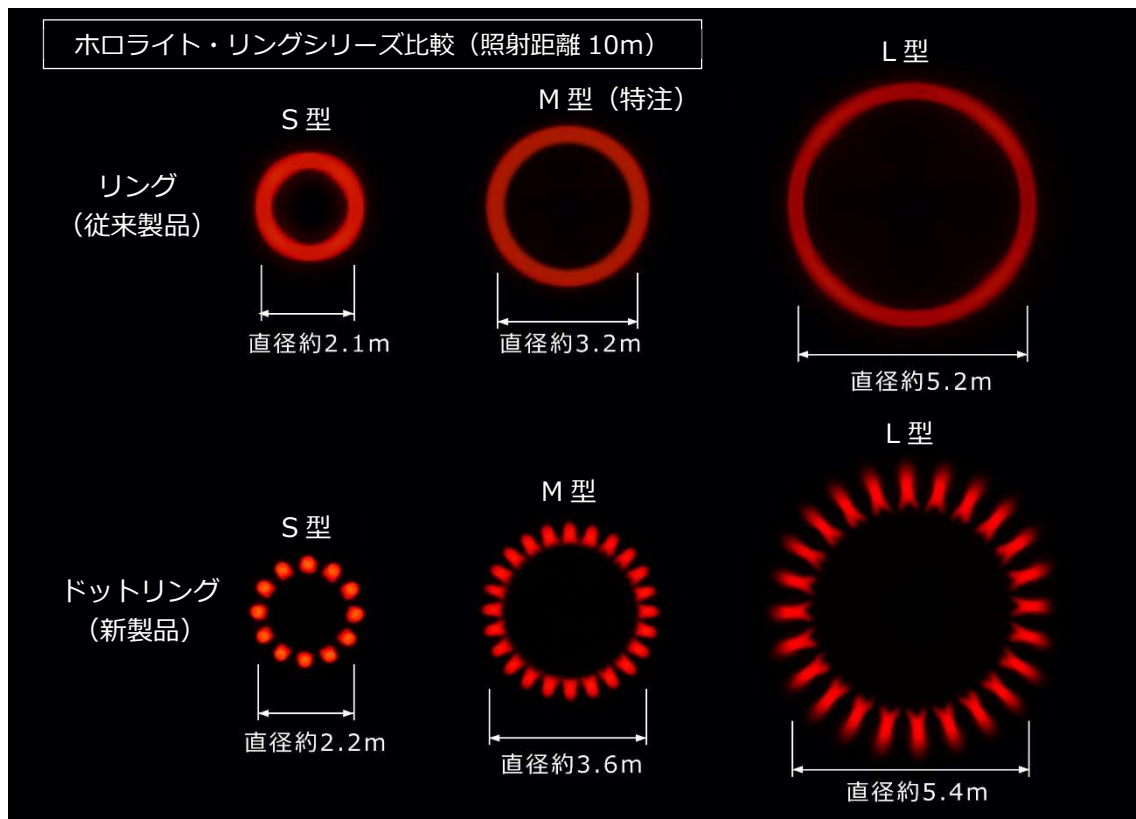 ホロライト・リングシリーズ比較（照射距離 10m）
S 型
M 型（特注）
L 型
リング
（従来製品）
直径約2.1m
直径約3.2m
直径約5.2m
S 型
M 型
L 型
ドットリング
（新製品）
直径約2.2m
直径約3.6m
直径約5.4m